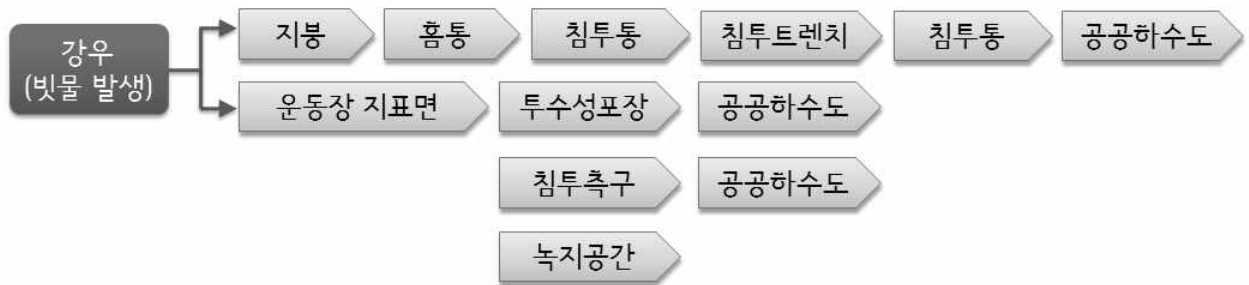 강우
(빗물 발생)
지붕
홈통
침투통
침투트렌치
침투통
공공하수도
운동장 지표면
투수성포장
공공하수도
침투측구
공공하수도
녹지공간